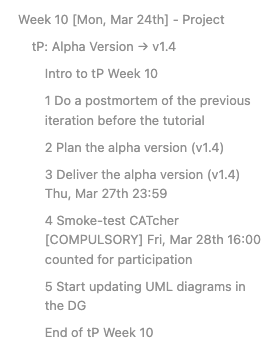 Week 10 [Mon, Mar 24th] - Project
tP: Alpha Version → v1.4
Intro to tP Week 10
1 Do a postmortem of the previous
iteration before the tutorial
2 Plan the alpha version (v1.4)
3 Deliver the alpha version (v1.4)
Thu, Mar 27th 23:59
4 Smoke-test CATcher
[COMPULSORY] Fri, Mar 28th 16:00
counted for participation
5 Start updating UML diagrams in
the DG
End of tP Week 10